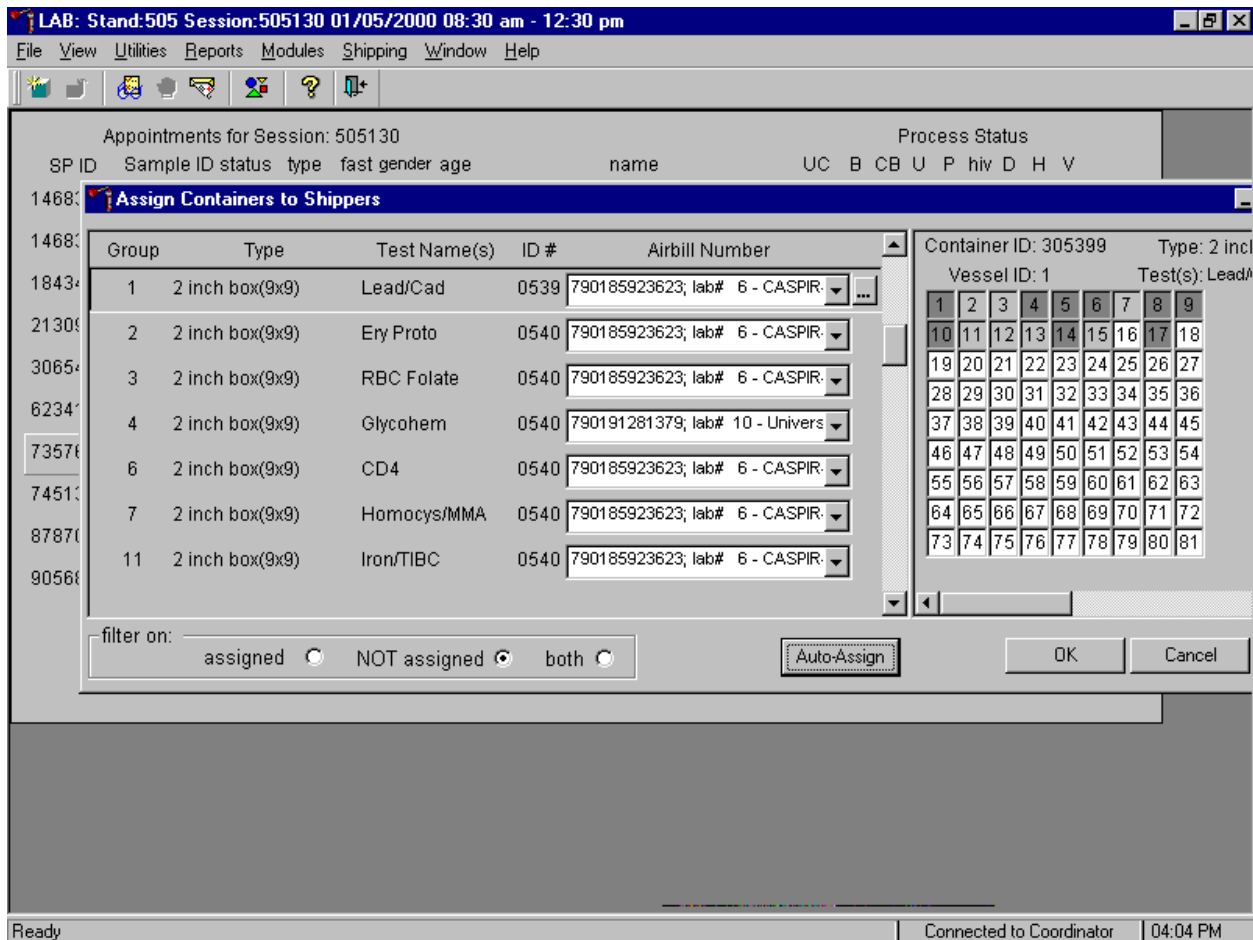 LAB: Stand:505 Session:505130 01/05/2000 08:30 am - 12:30 pm
File View Utilities Reports Modules Shipping Window Help
Appointments for Session: 505130 Process Status
SP ID Sample ID status type fast gender age name UC B CB U P hiv D H V
Assign Containers to Shippers
Group Type Test Name(s) ID # Airbill Number
1 2 inch box(9x9) Lead/Cad 0539 790185923623; lab# 6 - CASPIR ...
2 2 inch box(9x9) Ery Proto 0540 790185923623; lab# 6 - CASPIR
3 2 inch box(9x9) RBC Folate 0540 790185923623; lab# 6 - CASPIR
4 2 inch box(9x9) Glycohem 0540 790191281379; lab# 10 - Univers
6 2 inch box(9x9) CD4 0540 790185923623; lab# 6 - CASPIR
7 2 inch box(9x9) Homocys/MMA 0540 790185923623; lab# 6 - CASPIR
11 2 inch box(9x9) Iron/TIBC 0540 790185923623; lab# 6 - CASPIR
Container ID: 305399 Type: 2 incl
Vessel ID: 1 Test(s): Lead/
1 2 3 4 5 6 7 8 9
10 11 12 13 14 15 16 17 18
19 20 21 22 23 24 25 26 27
28 29 30 31 32 33 34 35 36
37 38 39 40 41 42 43 44 45
46 47 48 49 50 51 52 53 54
55 56 57 58 59 60 61 62 63
64 65 66 67 68 69 70 71 72
73 74 75 76 77 78 79 80 81
filter on:
assigned NOT assigned both Auto-Assign OK Cancel
Ready Connected to Coordinator 04:04 PM